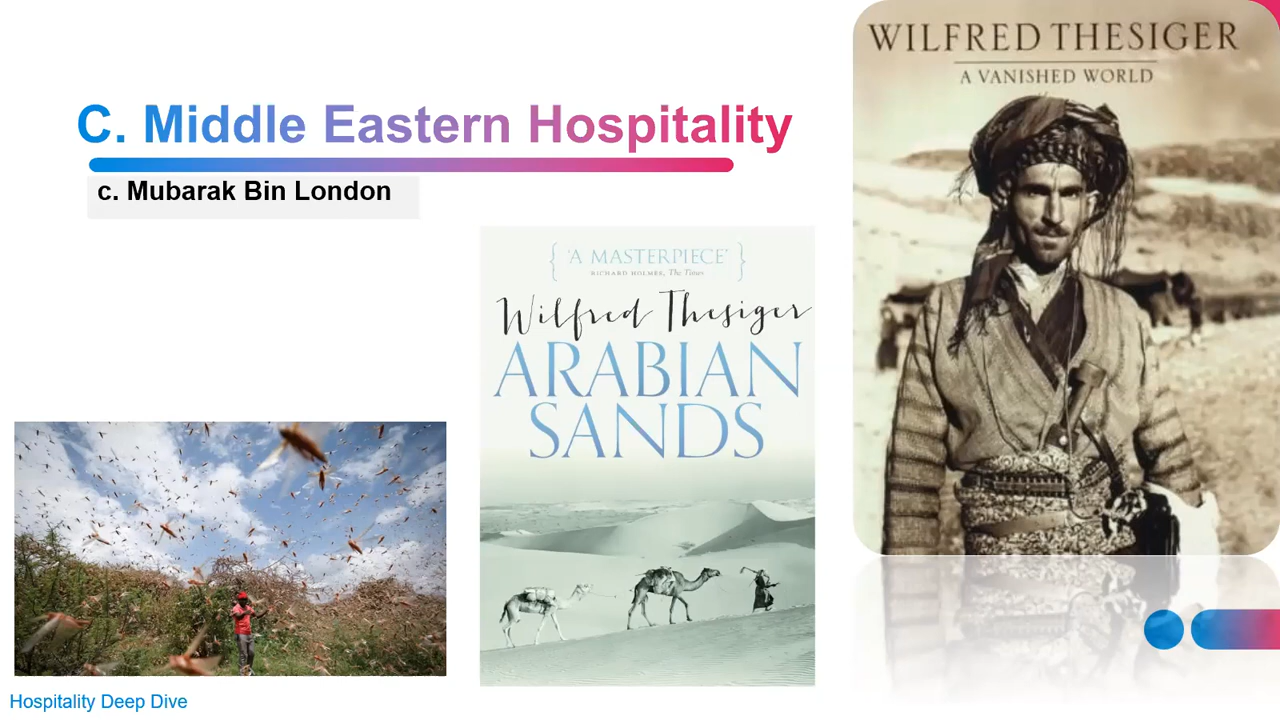 C. Middle Eastern Hospitality
c. Mubarak Bin London
'A MASTERPIECE'
RICHARD HOLMES, The Times
Wilfred Thesiger
ARABIAN
SANDS
WILFRED THESIGER
A VANISHED WORLD
Hospitality Deep Dive